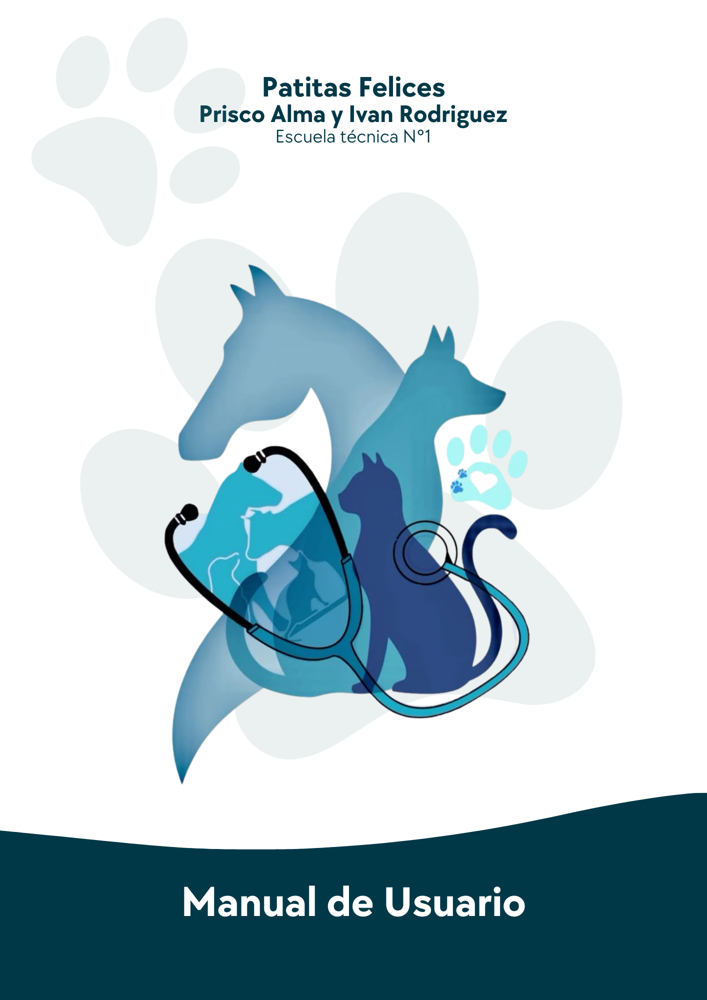 Patitas Felices
Prisco Alma y Ivan Rodriguez
Escuela técnica N°1
Manual de Usuario